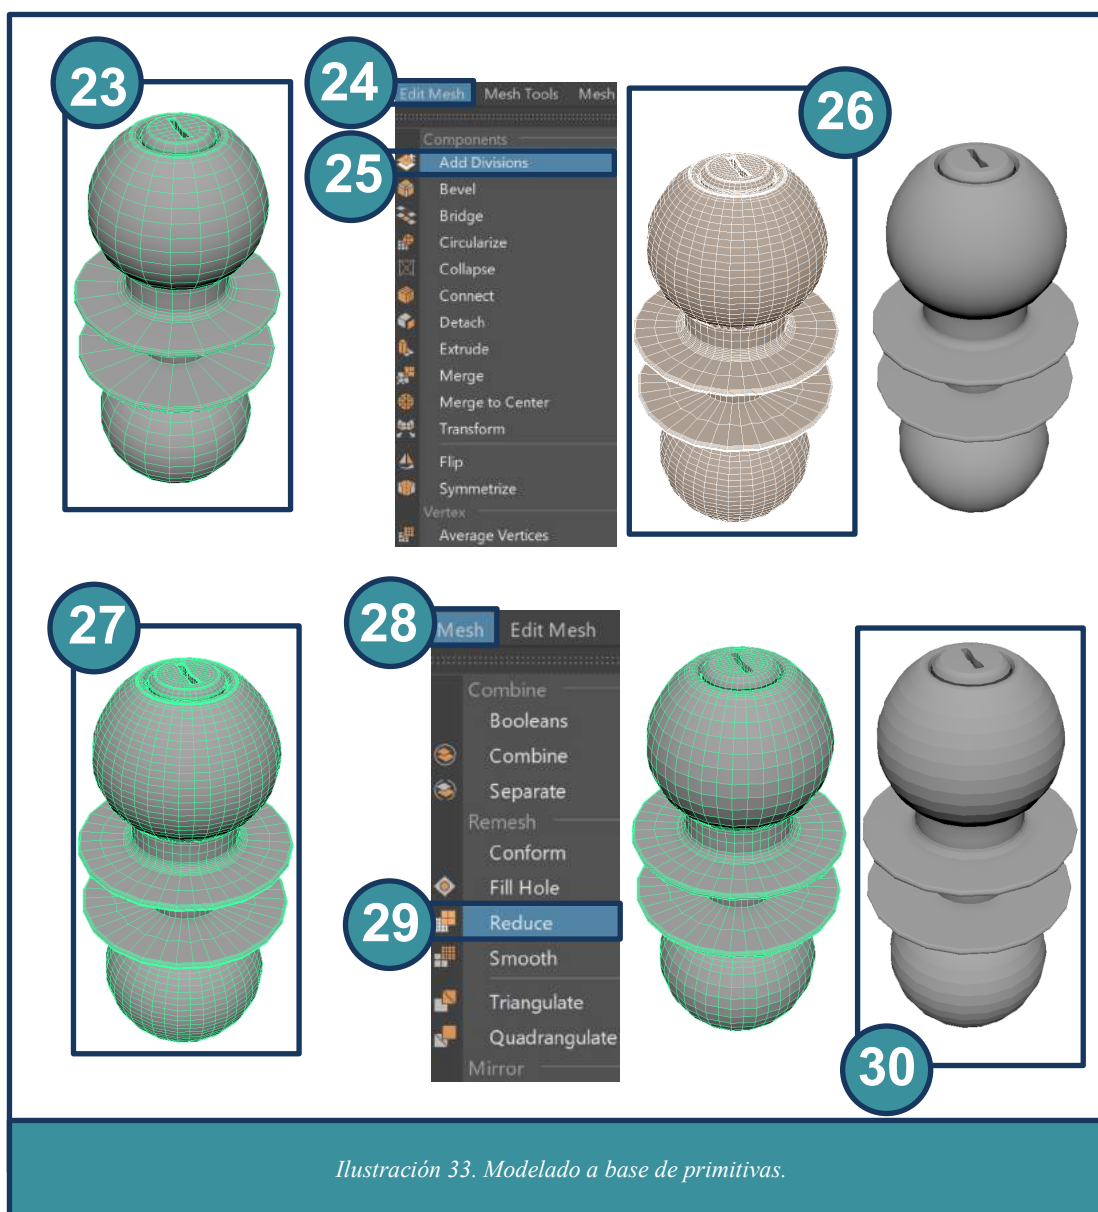 23
24
Edit Mesh Mesh Tools Mesh
Components
25
Add Divisions
Bevel
Bridge
Circularize
Collapse
Connect
Detach
Extrude
Merge
Merge to Center
Transform
Flip
Symmetrize
Vertex
Average Vertices
26
27
28
Mesh Edit Mesh
Combine
Booleans
Combine
Separate
Remesh
Conform
Fill Hole
29
Reduce
Smooth
Triangulate
Quadrangulate
Mirror
30
Ilustración 33. Modelado a base de primitivas.